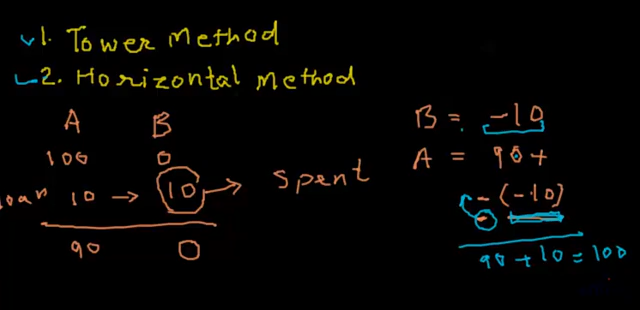 1. Tower Method
2. Horizontal Method
A B
100 0
loan 10 → 10 → spent
90 0
B = -10
A = 90 +
- (-10)
-
90 + 10 = 100